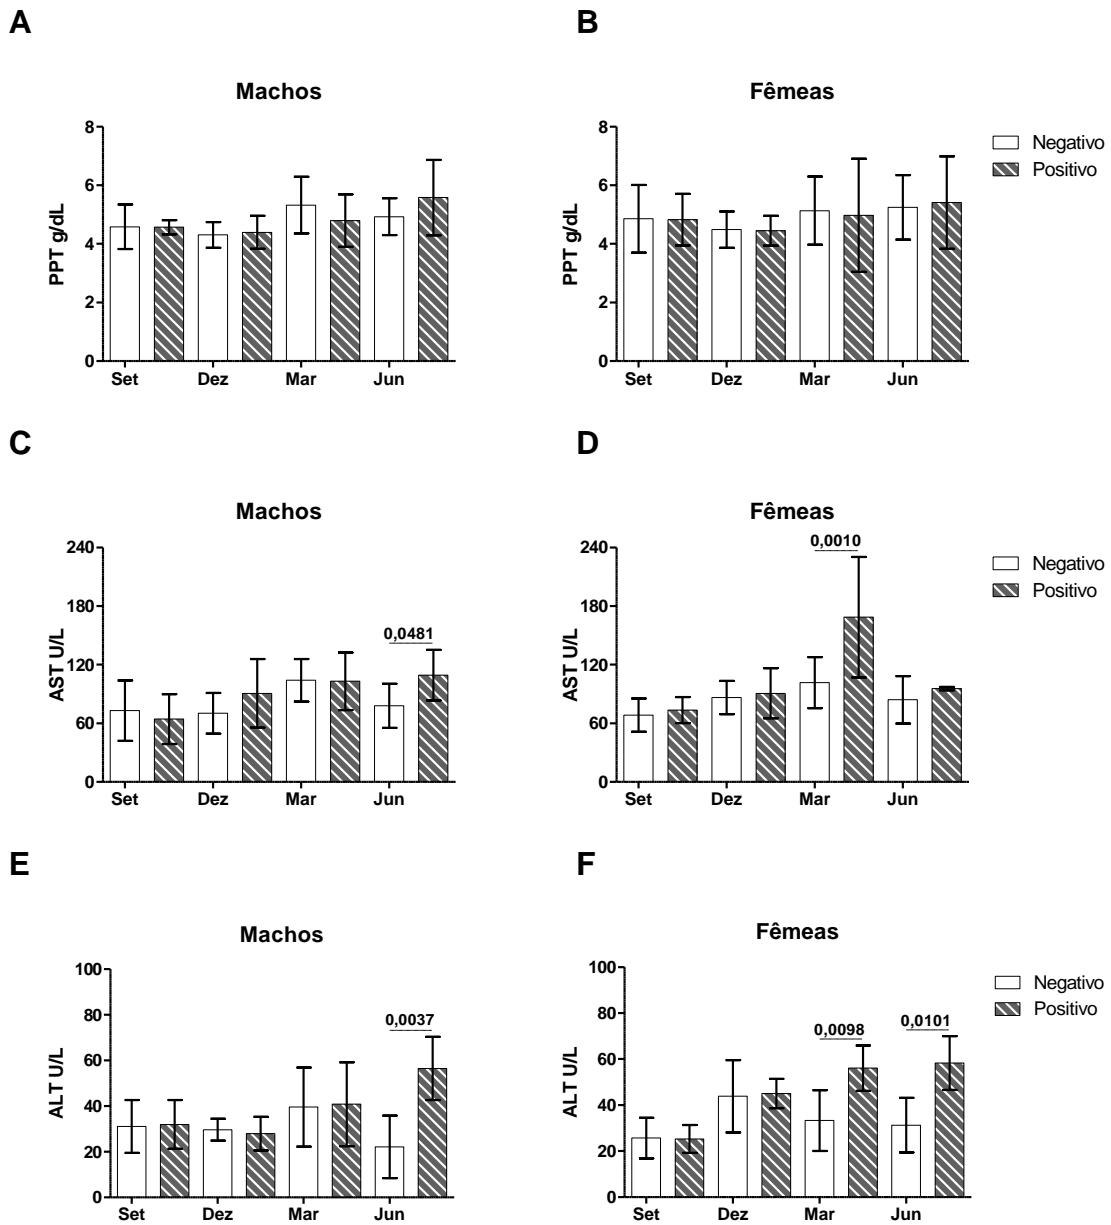 A
B
Machos
Fêmeas
Negativo
Positivo
PPT g/dL
8
6
4
2
0
Set Dez Mar Jun
PPT g/dL
8
6
4
2
0
Set Dez Mar Jun
C
D
Machos
Fêmeas
Negativo
Positivo
AST U/L
240
180
120
60
0
0,0481
Set Dez Mar Jun
AST U/L
240
180
120
60
0
0,0010
Set Dez Mar Jun
E
F
Machos
Fêmeas
Negativo
Positivo
ALT U/L
100
80
60
40
20
0
0,0037
Set Dez Mar Jun
ALT U/L
100
80
60
40
20
0
0,0098
0,0101
Set Dez Mar Jun